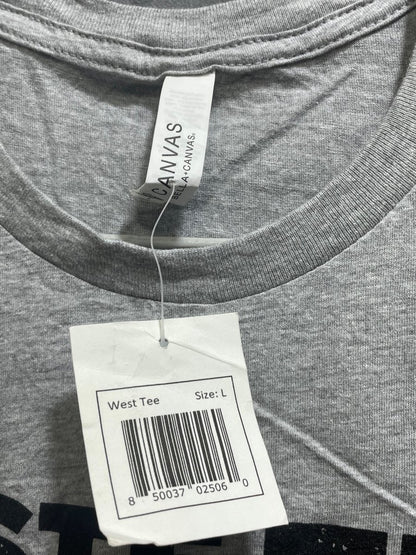 CANVAS
BELLA+CANVAS®
West Tee Size: L
8 50037 02506 0